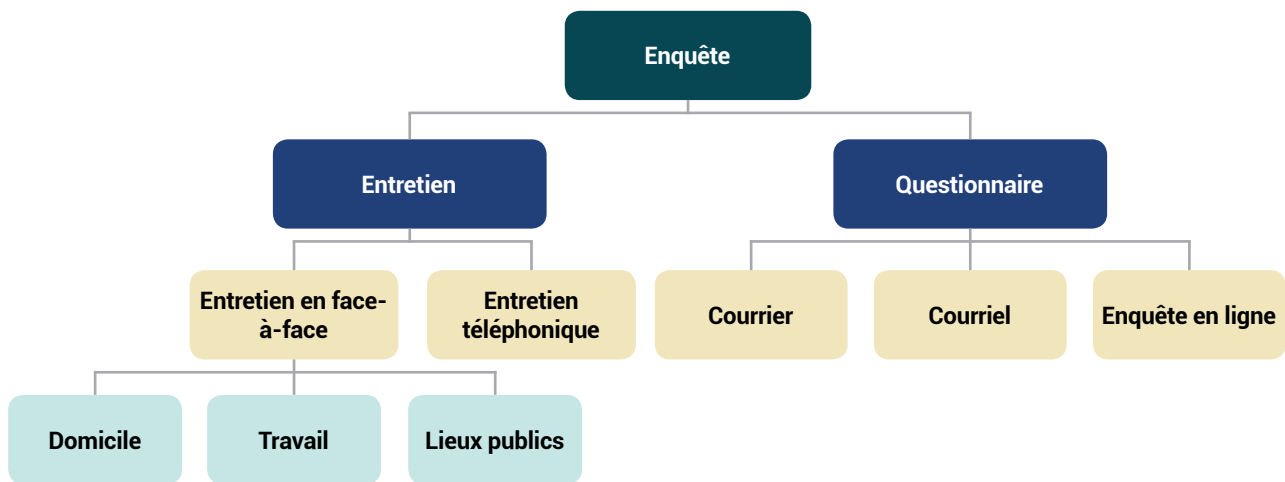 Enquête
Entretien
Questionnaire
Entretien en face-
à-face
Entretien
téléphonique
Courrier
Courriel
Enquête en ligne
Domicile
Travail
Lieux publics